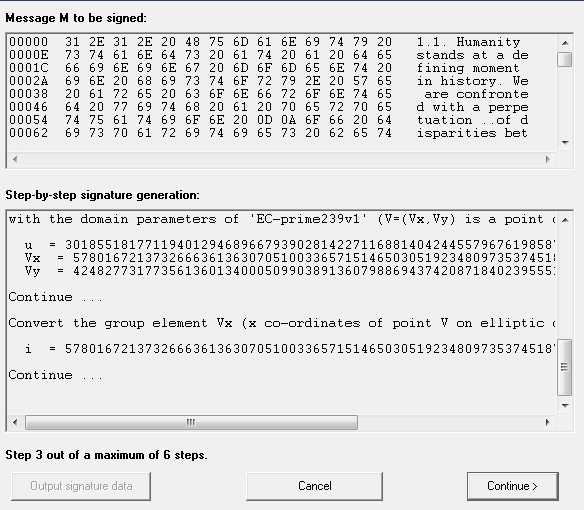 Message M to be signed:
00000 31 2E 31 2E 20 48 75 6D 61 6E 69 74 79 20 1.1. Humanity
0000E 73 74 61 6E 64 73 20 61 74 20 61 20 64 65 stands at a de
0001C 66 69 6E 69 6E 67 20 6D 6F 6D 65 6E 74 20 fining moment
0002A 69 6E 20 68 69 73 74 6F 72 79 2E 20 57 65 in history. We
00038 20 61 72 65 20 63 6F 6E 66 72 6F 6E 74 65 are confronte
00046 64 20 77 69 74 68 20 61 20 70 65 72 70 65 d with a perpe
00054 74 75 61 74 69 6F 6E 20 0D 0A 6F 66 20 64 tuation ..of d
00062 69 73 70 61 72 69 74 69 65 73 20 62 65 74 isparities bet
Step-by-step signature generation:
with the domain parameters of 'EC-prime239v1' (V=(Vx,Vy) is a point
u = 3018551817711940129468966793902814227116881404244557967619858
Vx = 5780167213732666361363070510033657151465030519234809735374518
Vy = 424827731773561360134000509903891360798869437420871840239555
Continue ...
Convert the group element Vx (x co-ordinates of point V on elliptic
i = 5780167213732666361363070510033657151465030519234809735374518
Continue ...
Step 3 out of a maximum of 6 steps.
Output signature data
Cancel
Continue >